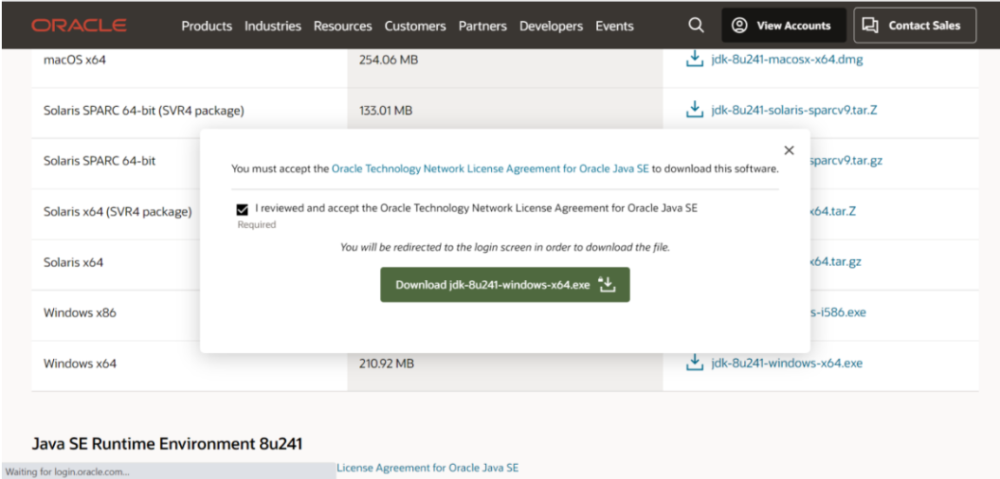 ORACLE Products Industries Resources Customers Partners Developers Events View Accounts Contact Sales
macOS x64 254.06 MB jdk-8u241-macosx-x64.dmg
Solaris SPARC 64-bit (SVR4 package) 133.01 MB jdk-8u241-solaris-sparcv9.tar.Z
Solaris SPARC 64-bit sparcv9.tar.gz
You must accept the Oracle Technology Network License Agreement for Oracle Java SE to download this software.
Solaris x64 (SVR4 package) x64.tar.Z
I reviewed and accept the Oracle Technology Network License Agreement for Oracle Java SE
Required
You will be redirected to the login screen in order to download the file.
Solaris x64 x64.tar.gz
Download jdk-8u241-windows-x64.exe
Windows x86 s-i586.exe
Windows x64 210.92 MB jdk-8u241-windows-x64.exe
Java SE Runtime Environment 8u241
Waiting for login.oracle.com... License Agreement for Oracle Java SE